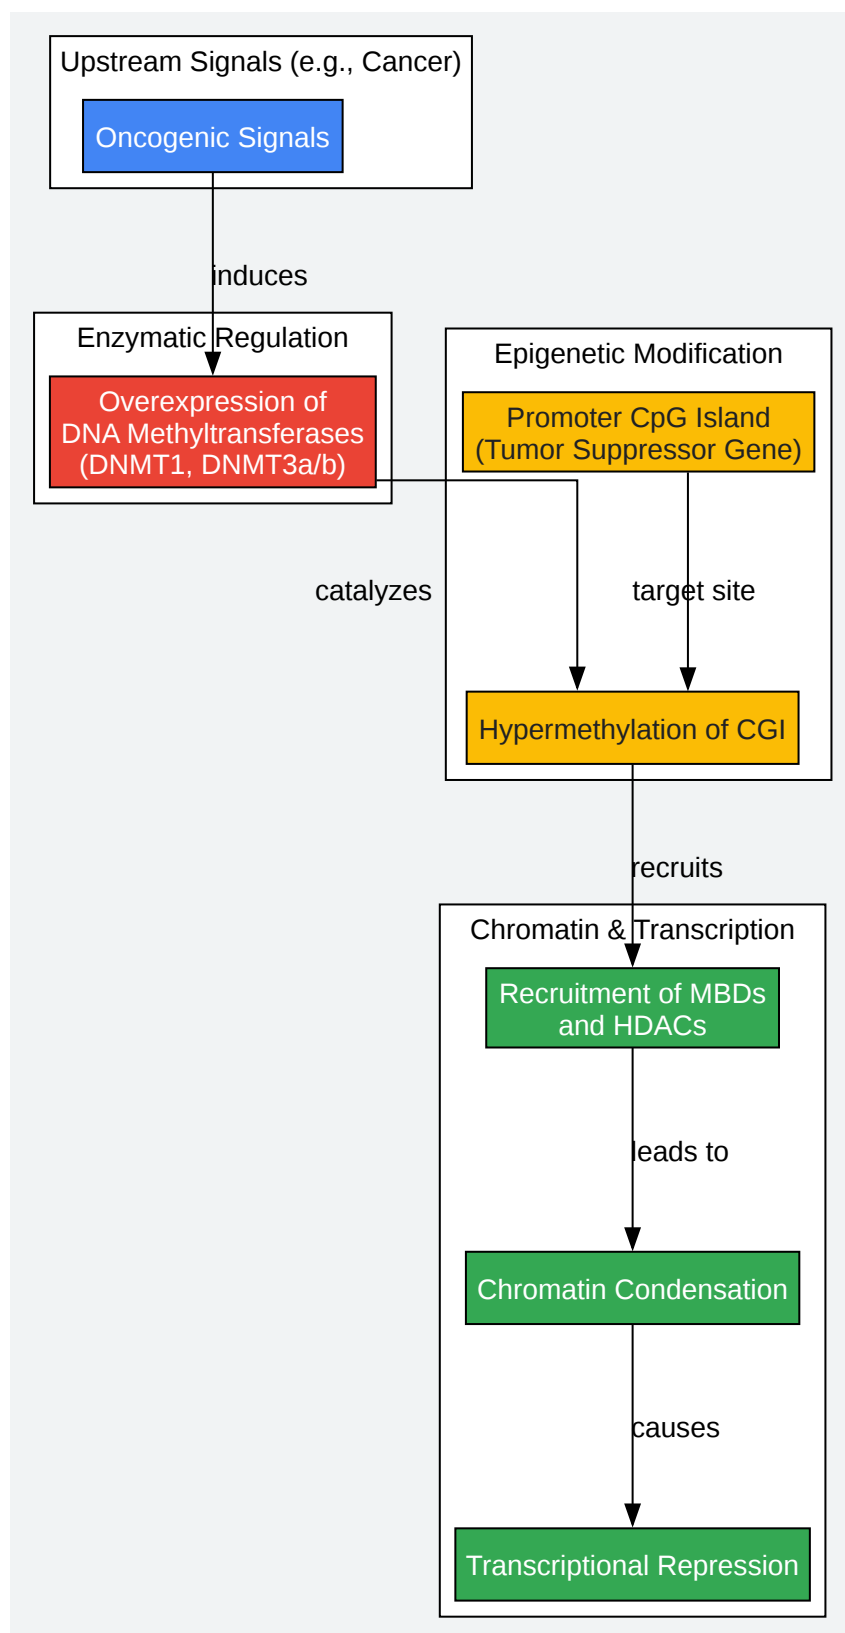 Upstream Signals (e.g., Cancer)
Oncogenic Signals
induces
Enzymatic Regulation
Overexpression of
DNA Methyltransferases
(DNMT1, DNMT3a/b)
Epigenetic Modification
Promoter CpG Island
(Tumor Suppressor Gene)
catalyzes
target site
Hypermethylation of CGI
recruits
Chromatin & Transcription
Recruitment of MBDs
and HDACs
leads to
Chromatin Condensation
causes
Transcriptional Repression